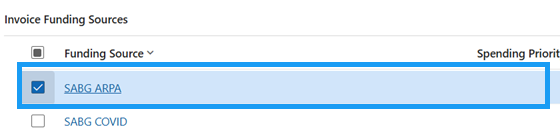 Invoice Funding Sources
Funding Source Spending Priorit
SABG ARPA
SABG COVID